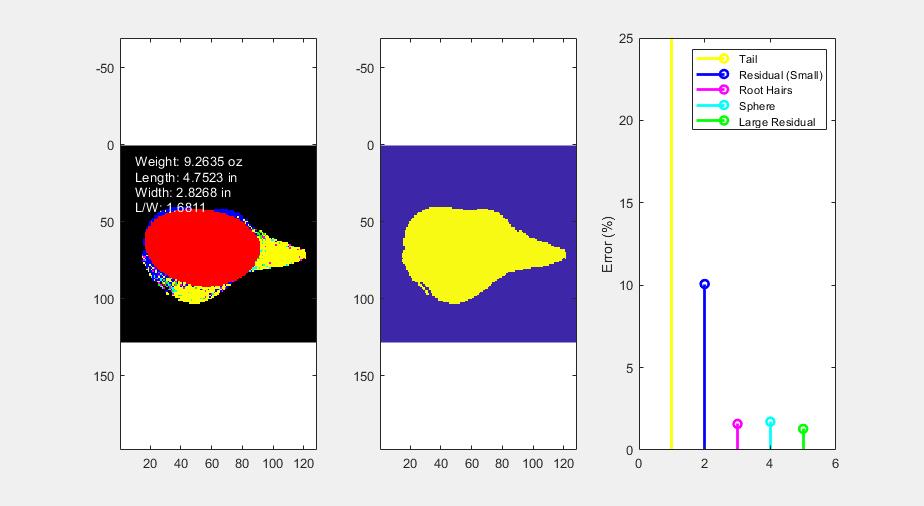 -50
0
50
100
150
20 40 60 80 100 120
Weight: 9.2635 oz
Length: 4.7523 in
Width: 2.8268 in
L/W: 1.6811
-50
0
50
100
150
20 40 60 80 100 120
Error (%)
25
20
15
10
5
0
0 2 4 6
Tail
Residual (Small)
Root Hairs
Sphere
Large Residual